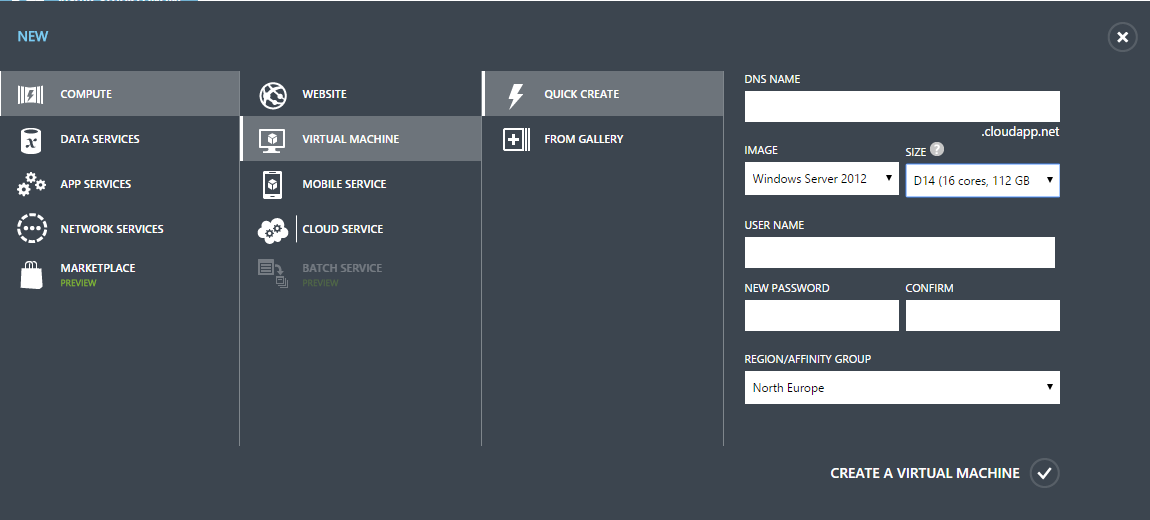 NEW
COMPUTE
DATA SERVICES
APP SERVICES
NETWORK SERVICES
MARKETPLACE
PREVIEW
WEBSITE
VIRTUAL MACHINE
MOBILE SERVICE
CLOUD SERVICE
BATCH SERVICE
PREVIEW
QUICK CREATE
FROM GALLERY
DNS NAME
.cloudapp.net
IMAGE
SIZE ?
Windows Server 2012
D14 (16 cores, 112 GB
USER NAME
NEW PASSWORD
CONFIRM
REGION/AFFINITY GROUP
North Europe
CREATE A VIRTUAL MACHINE